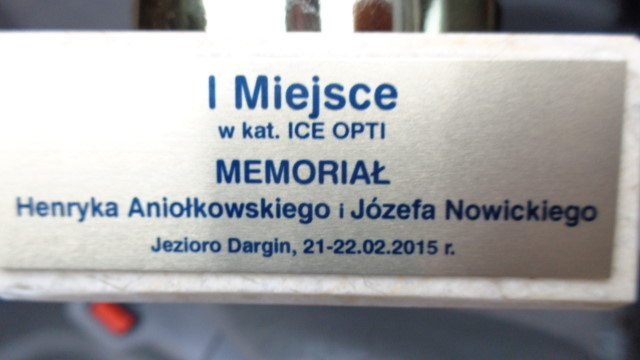 I Miejsce
w kat. ICE OPTI
MEMORIAŁ
Henryka Aniołkowskiego i Józefa Nowickiego
Jezioro Dargin, 21-22.02.2015 r.